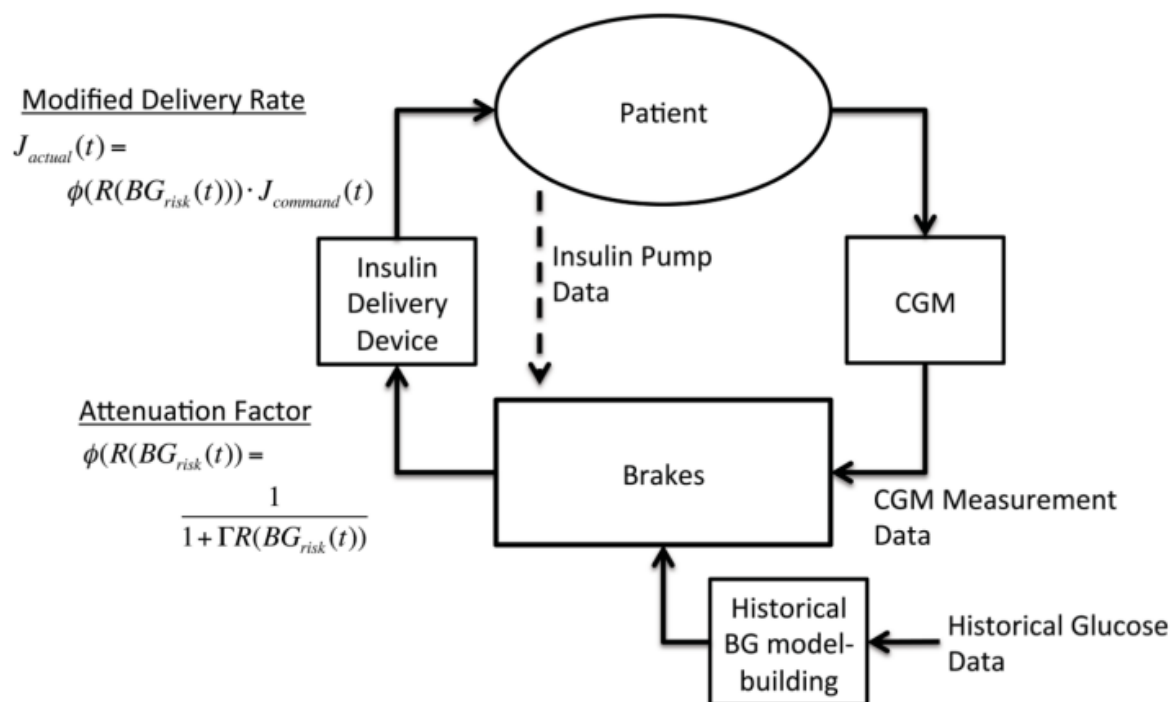 Modified Delivery Rate
J_actual(t) =
ϕ(R(BG_risk(t)))· J_command(t)
Patient
Insulin
Delivery
Device
Insulin Pump
Data
CGM
Attenuation Factor
ϕ(R(BG_risk(t)) =
1
1 + ΓR(BG_risk(t))
Brakes
CGM Measurement
Data
Historical
BG model-
building
Historical Glucose
Data